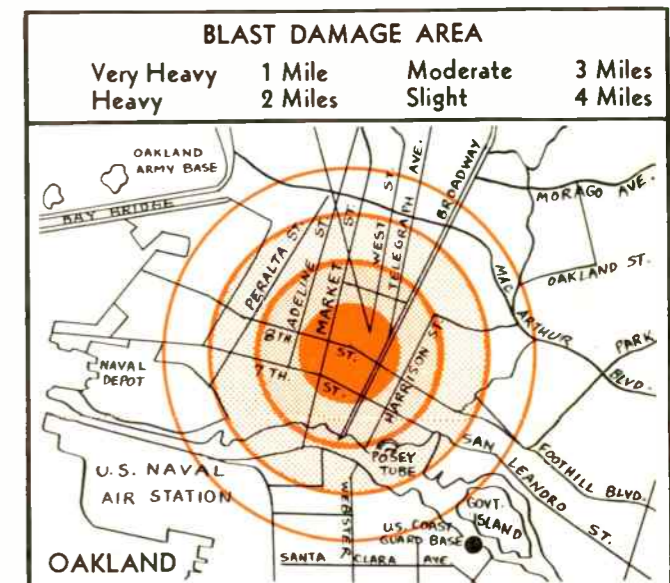 BLAST DAMAGE AREA
Very Heavy 1 Mile Moderate 3 Miles
Heavy 2 Miles Slight 4 Miles
OAKLAND
ARMY BASE
BAY BRIDGE
PERALTA ST.
ADELINE ST.
MARKET ST.
WEST ST.
TELEGRAPH AVE.
BROADWAY
MORAGO AVE.
OAKLAND ST.
MAC ARTHUR BLVD.
PARK
8TH. ST.
7TH. ST.
HARRISON ST.
NAVAL
DEPOT
POSEY
TUBE
SAN LEANDRO ST.
FOOTHILL BLVD.
U.S. NAVAL
AIR STATION
WEBSTER
GOVT.
ISLAND
U.S. COAST
GUARD BASE
SANTA CLARA AVE.
OAKLAND